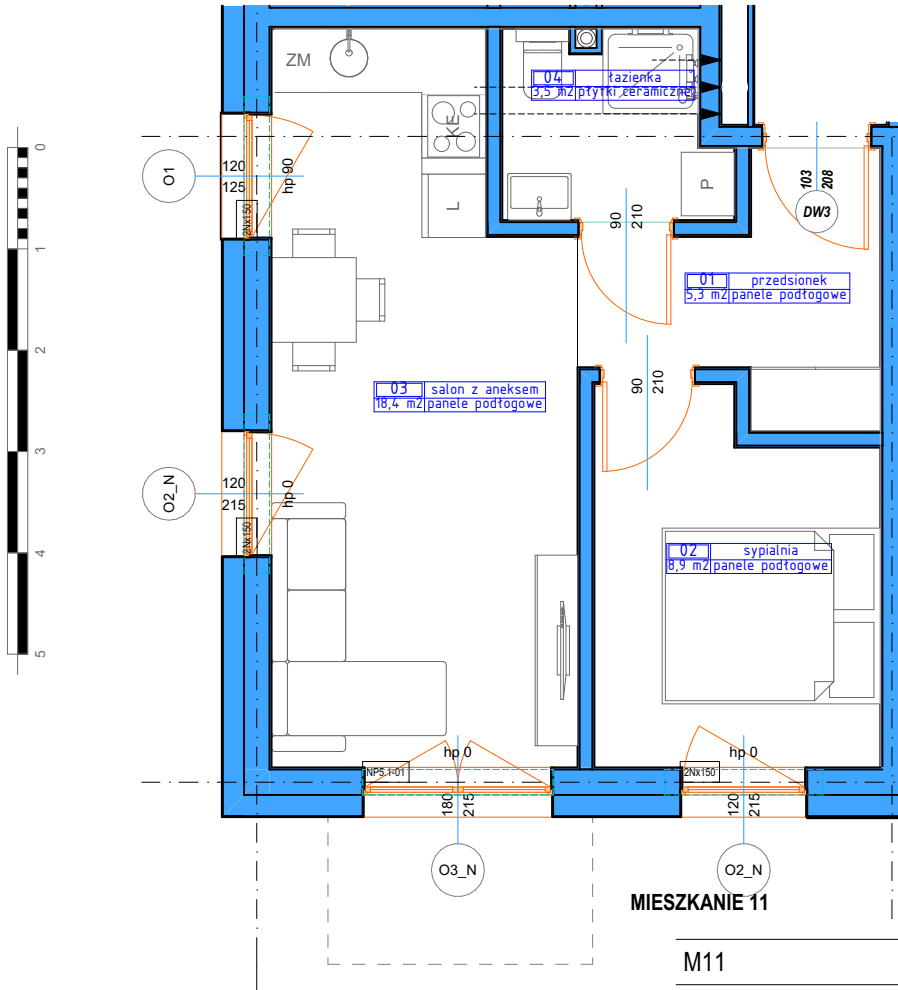 ZM
04 łazienka
3,5 m2 płytki ceramiczne
KE
0
O1
120
125
hp 90
2Nx150
L
P
90
210
103
208
DW3
1
01 przedsionek
5,3 m2 panele podłogowe
2
90
210
03 salon z aneksem
18,4 m2 panele podłogowe
3
O2_N
120
215
hp 0
2Nx150
4
02 sypialnia
8,9 m2 panele podłogowe
5
hp 0
NP5.1-01
180
215
O3_N
hp 0
2Nx150
120
215
O2_N
MIESZKANIE 11
M11